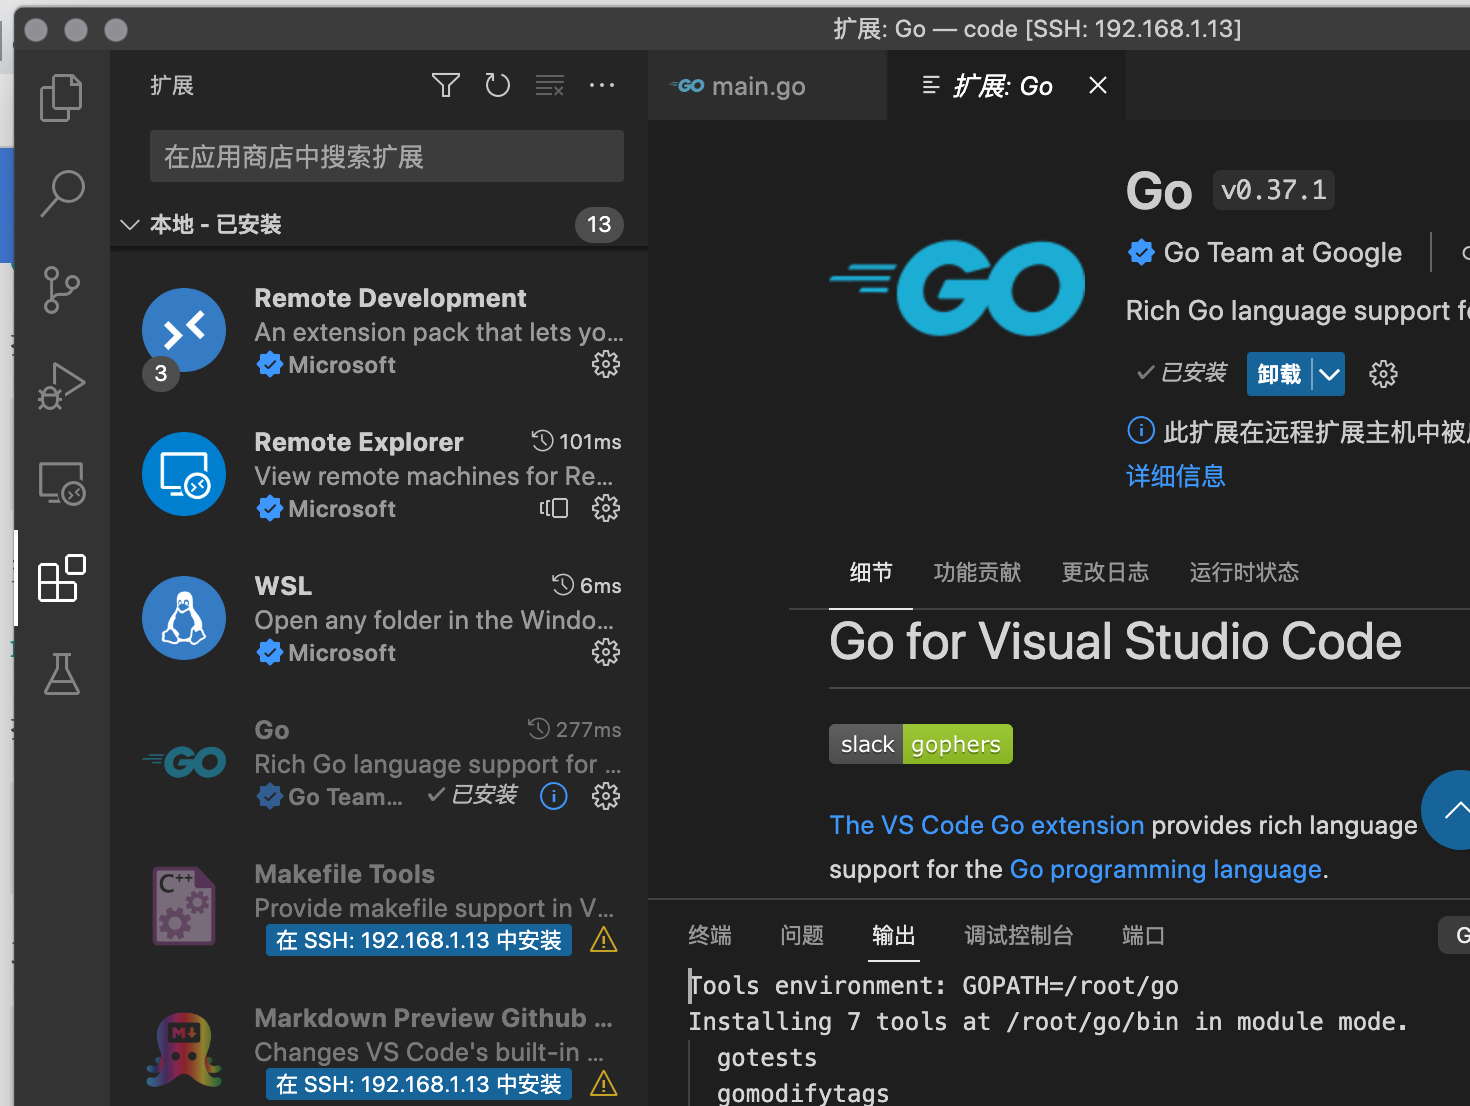 扩展: Go — code [SSH: 192.168.1.13]
扩展
在应用商店中搜索扩展
本地 - 已安装 13
Remote Development
An extension pack that lets yo...
Microsoft
3
Remote Explorer 101ms
View remote machines for Re...
Microsoft
WSL 6ms
Open any folder in the Windo...
Microsoft
Go 277ms
GO Rich Go language support for ...
Go Team... 已安装
Makefile Tools
C++
Provide makefile support in V...
在 SSH: 192.168.1.13 中安装
Markdown Preview Github ...
M
Changes VS Code's built-in ...
在 SSH: 192.168.1.13 中安装
GO main.go
扩展: Go
GO
Go v0.37.1
Go Team at Google
Rich Go language support
已安装 卸载
此扩展在远程扩展主机中被
详细信息
细节 功能贡献 更改日志 运行时状态
Go for Visual Studio Code
slack gophers
The VS Code Go extension provides rich language
support for the Go programming language.
终端 问题 输出 调试控制台 端口 G
Tools environment: GOPATH=/root/go
Installing 7 tools at /root/go/bin in module mode.
gotests
gomodifytags